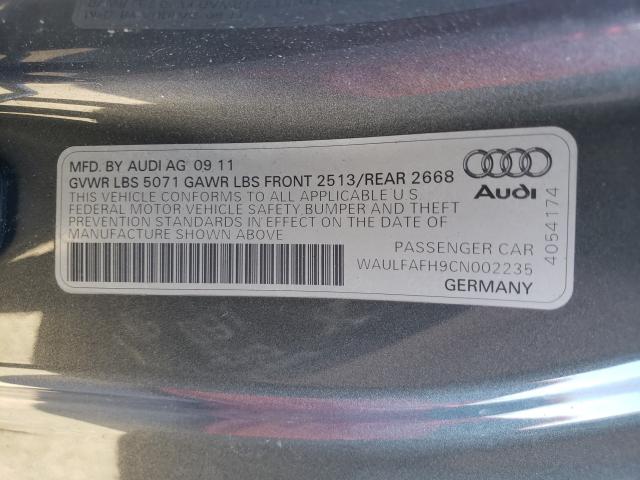 MFD. BY AUDI AG 09 11
GVWR LBS 5071 GAWR LBS FRONT 2513/REAR 2668
THIS VEHICLE CONFORMS TO ALL APPLICABLE U S
FEDERAL MOTOR VEHICLE SAFETY,BUMPER AND THEFT
PREVENTION STANDARDS IN EFFECT ON THE DATE OF
MANUFACTURE SHOWN ABOVE
PASSENGER CAR
WAULFAFH9CN002235
GERMANY
Audi
4054174